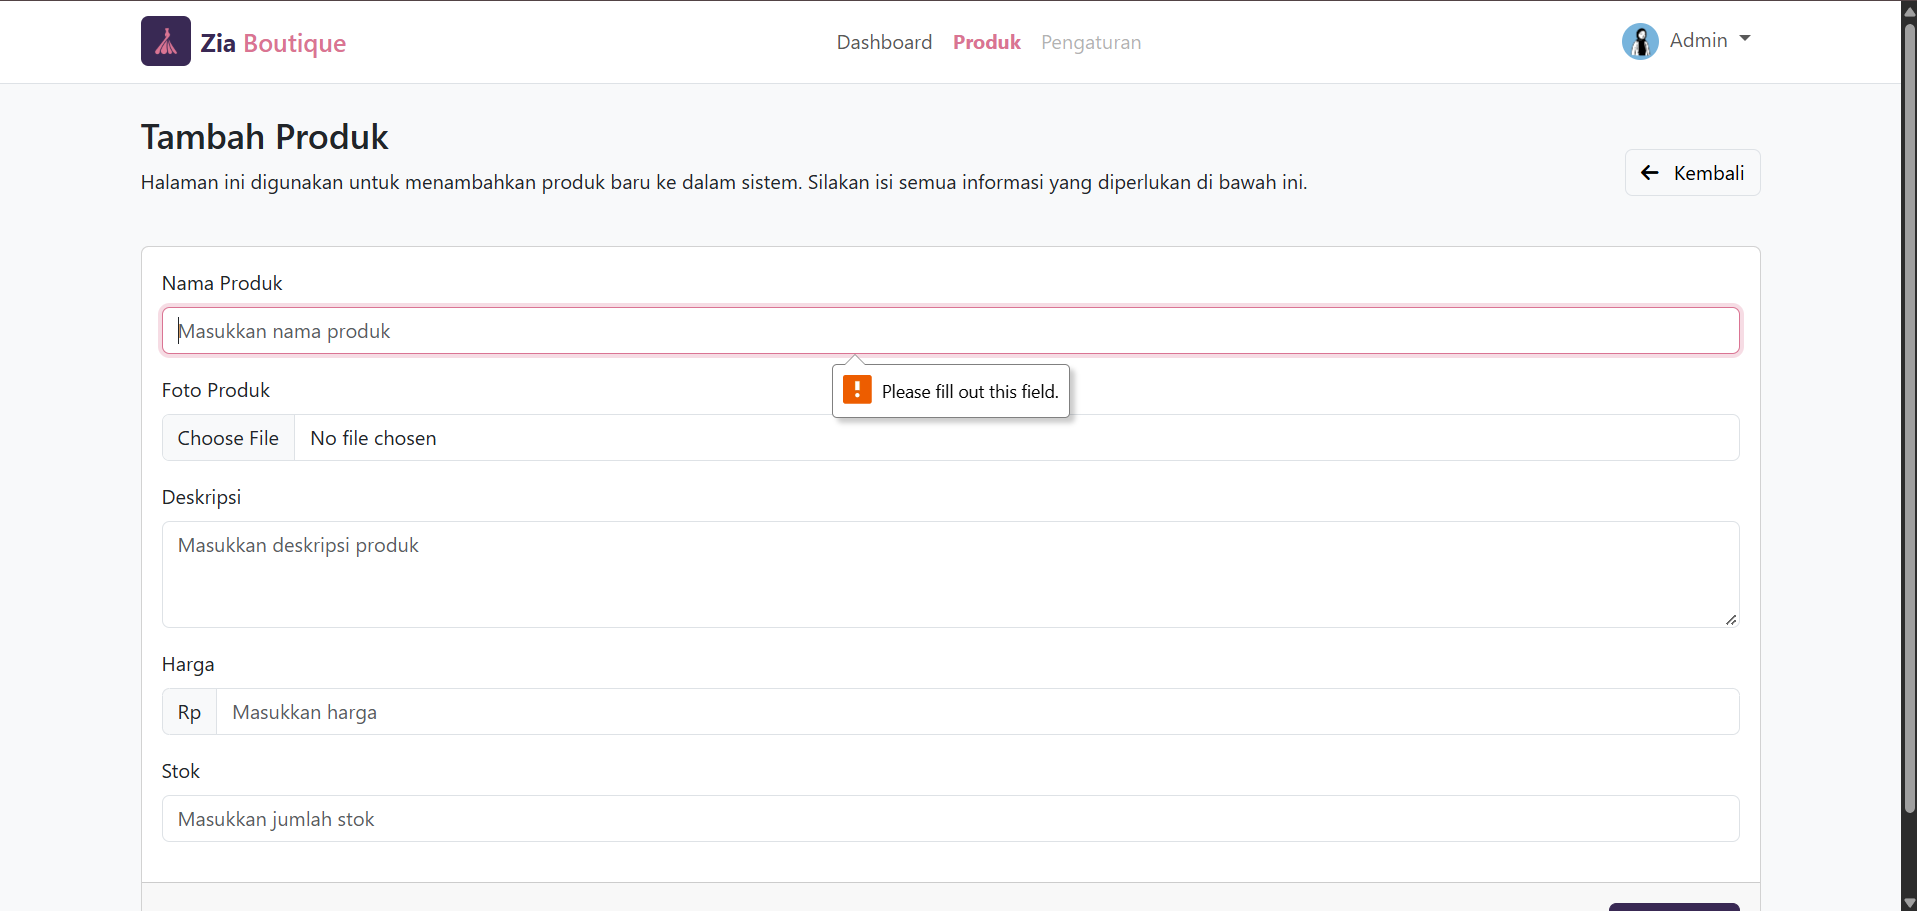 Zia Boutique
Dashboard Produk Pengaturan
Admin
Tambah Produk
Halaman ini digunakan untuk menambahkan produk baru ke dalam sistem. Silakan isi semua informasi yang diperlukan di bawah ini.
Kembali
Nama Produk
Masukkan nama produk
Please fill out this field.
Foto Produk
Choose File No file chosen
Deskripsi
Masukkan deskripsi produk
Harga
Rp Masukkan harga
Stok
Masukkan jumlah stok